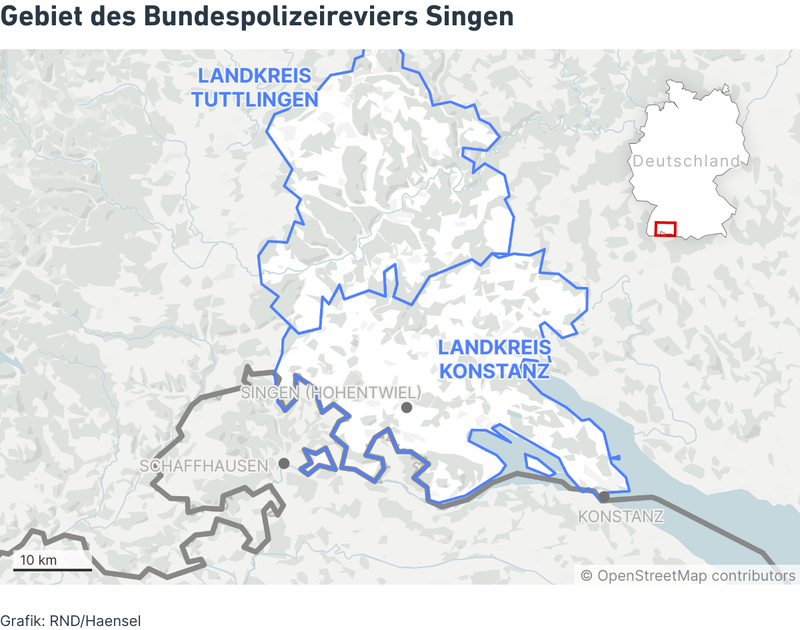 Gebiet des Bundespolizeireviers Singen
LANDKREIS
TUTTLINGEN
Deutschland
LANDKREIS
KONSTANZ
SINGEN (HOHENTWIEL)
SCHAFFHAUSEN
KONSTANZ
10 km
© OpenStreetMap contributors
Grafik: RND/Haensel